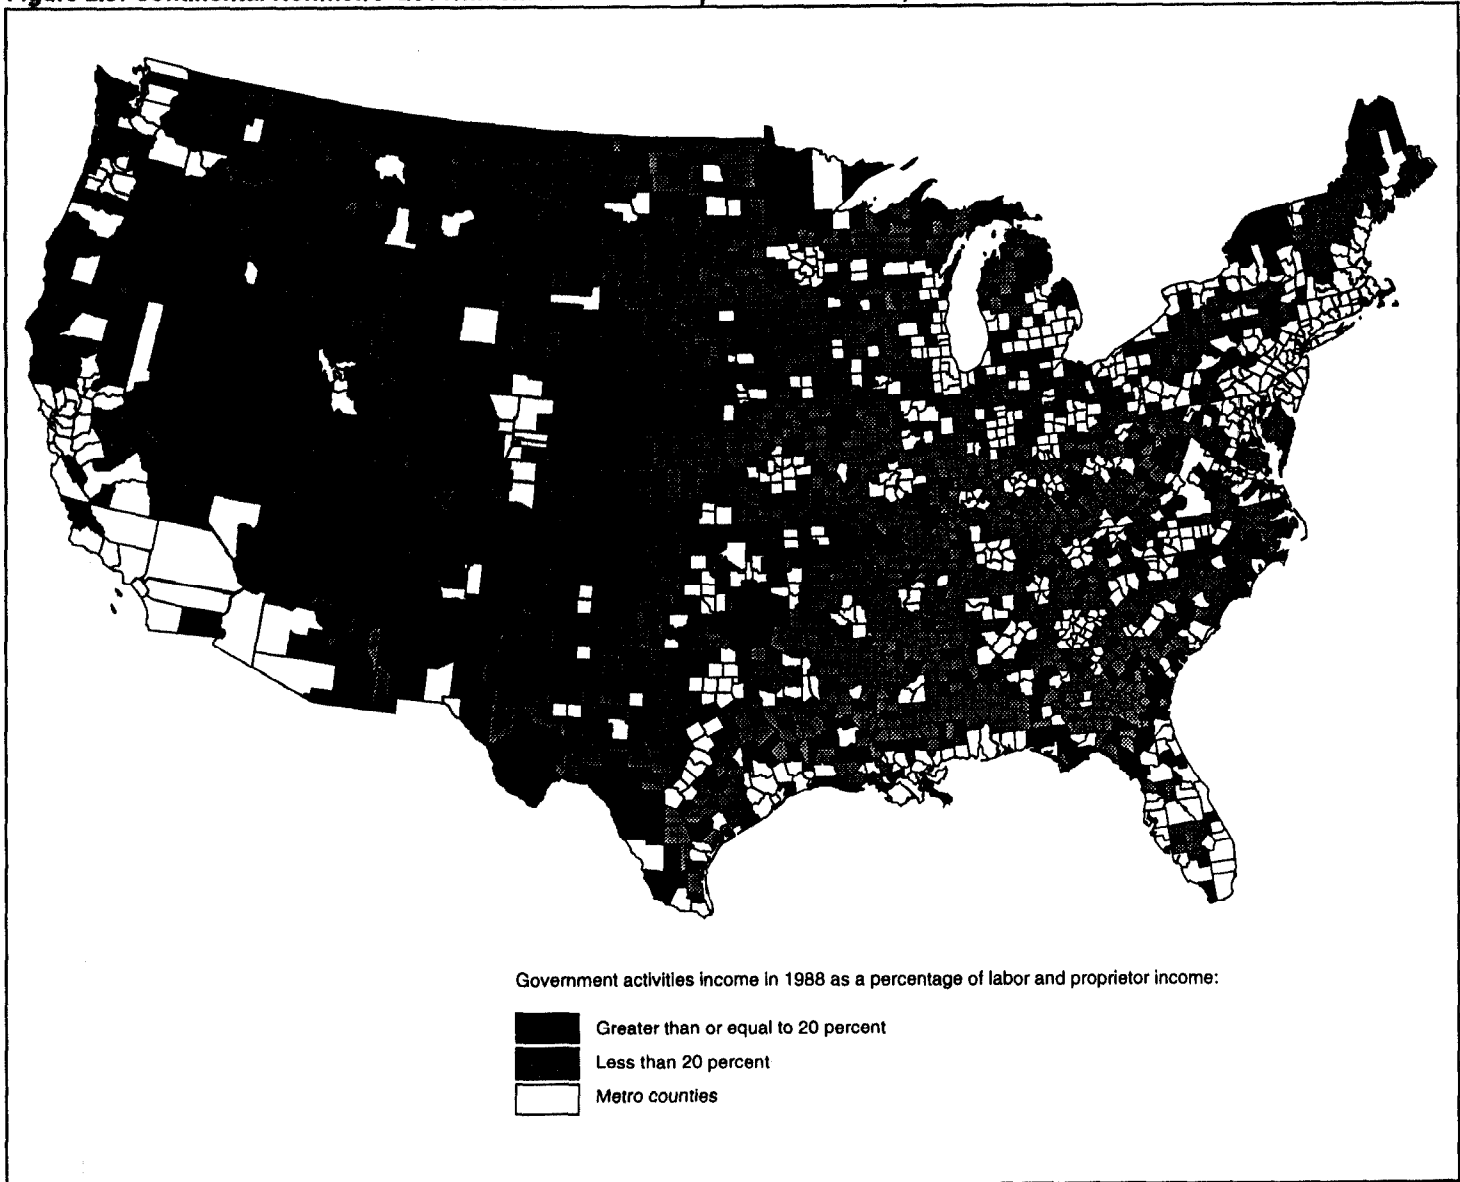 Government activities income in 1988 as a percentage of labor and proprietor income:
Greater than or equal to 20 percent
Less than 20 percent
Metro counties